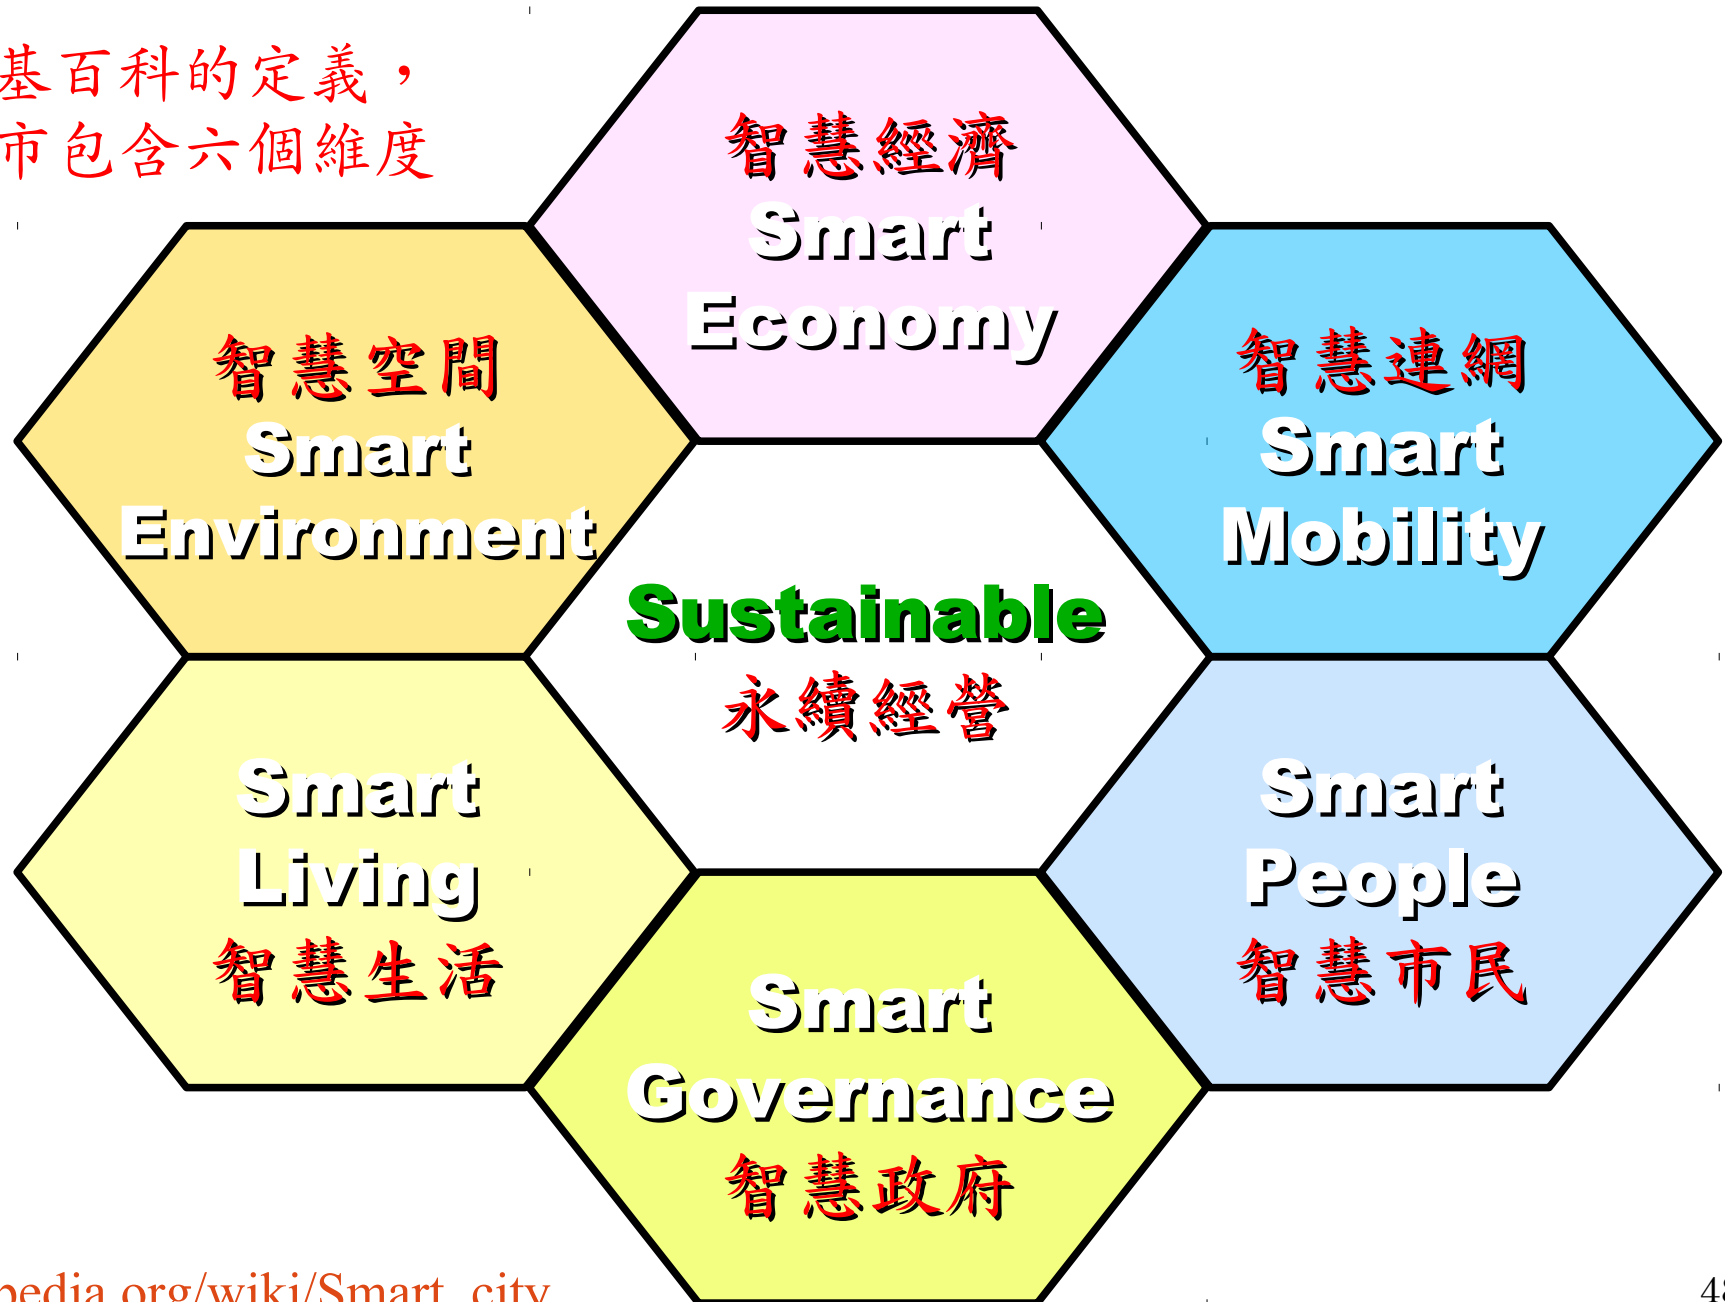 基百科的定義，
市包含六個維度
智慧經濟
Smart
Economy
智慧空間
Smart
Environment
智慧連網
Smart
Mobility
Sustainable
永續經營
Smart
Living
智慧生活
Smart
People
智慧市民
Smart
Governance
智慧政府
pedia.org/wiki/Smart_city
48